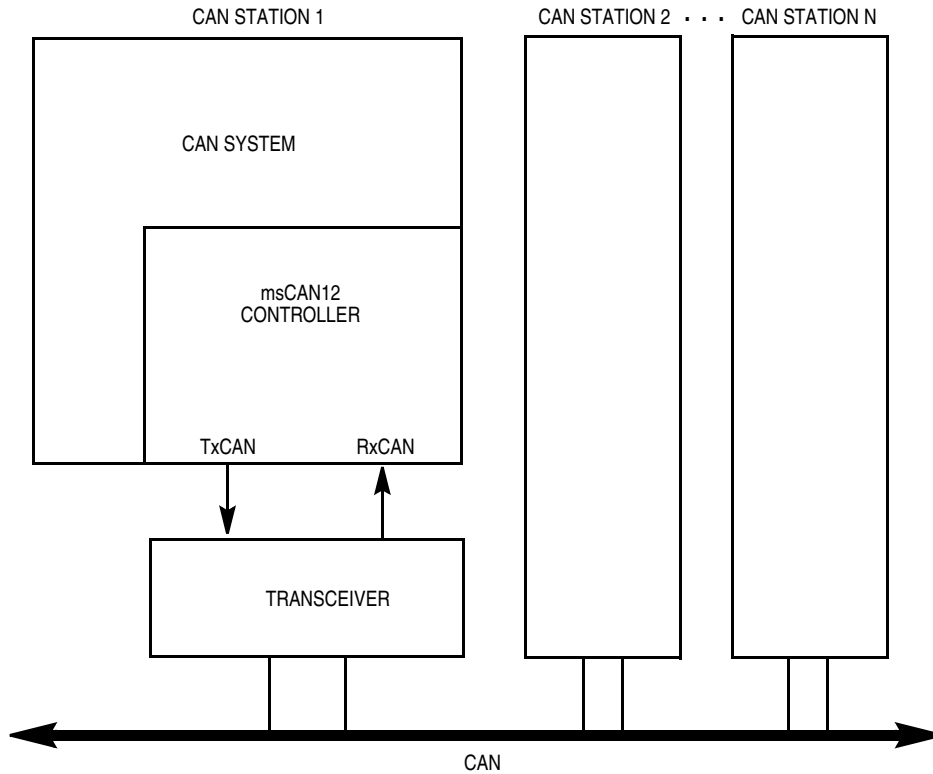 CAN STATION 1
CAN STATION 2 . . . CAN STATION N
CAN SYSTEM
msCAN12
CONTROLLER
TxCAN
RxCAN
TRANSCEIVER
CAN